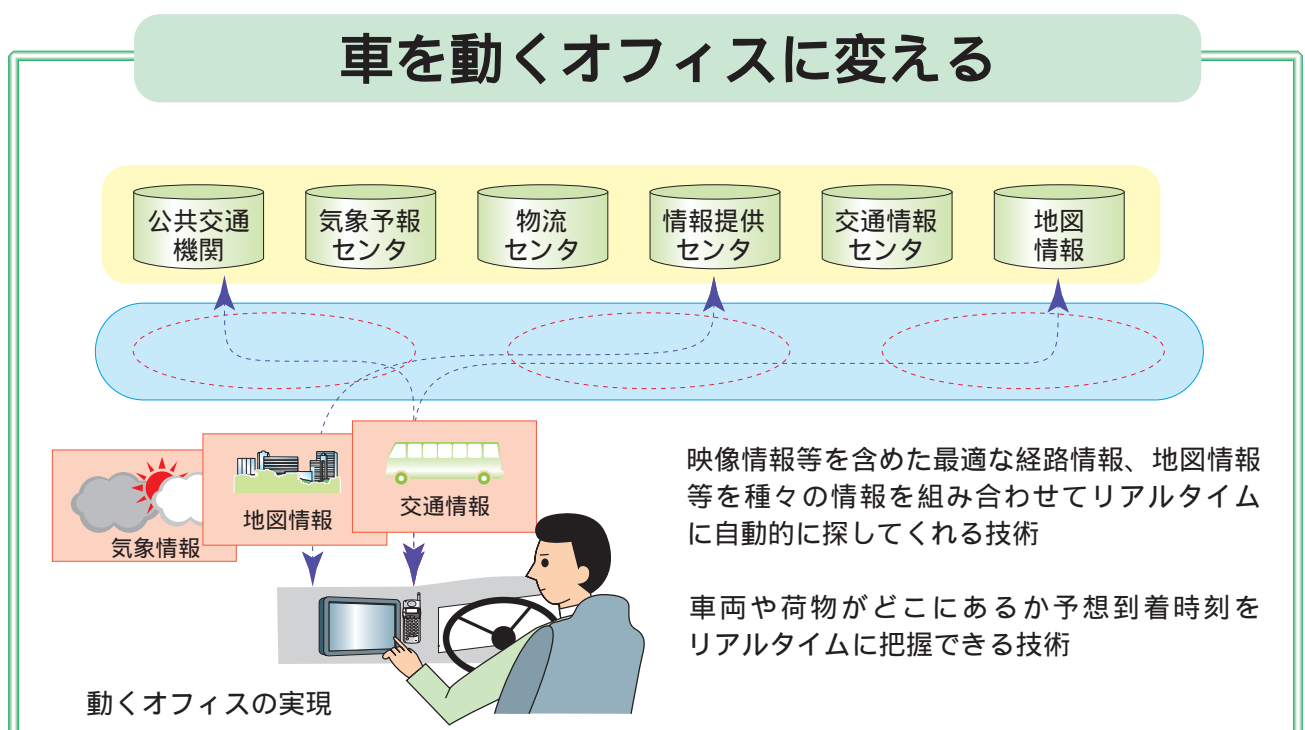 車を動くオフィスに変える
公共交通
機関
気象予報
センタ
物流
センタ
情報提供
センタ
交通情報
センタ
地図
情報
気象情報
地図情報
交通情報
映像情報等を含めた最適な経路情報、地図情報
等を種々の情報を組み合わせてリアルタイム
に自動的に探してくれる技術
車両や荷物がどこにあるか予想到着時刻を
リアルタイムに把握できる技術
動くオフィスの実現